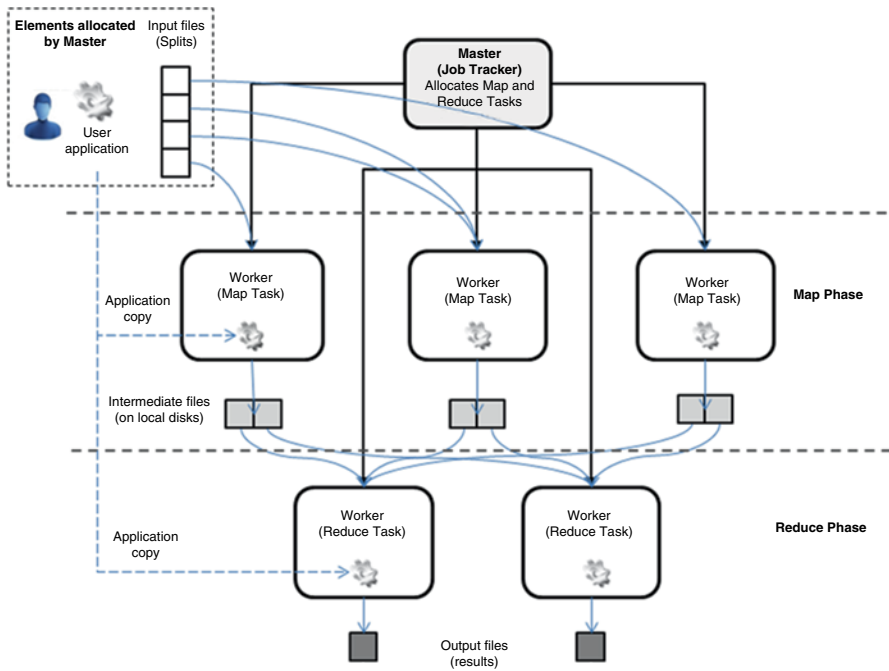 Elements allocated
by Master
Input files
(Splits)
User
application
Master
(Job Tracker)
Allocates Map and
Reduce Tasks
Worker
(Map Task)
Worker
(Map Task)
Worker
(Map Task)
Map Phase
Application
copy
Intermediate files
(on local disks)
Worker
(Reduce Task)
Worker
(Reduce Task)
Reduce Phase
Application
copy
Output files
(results)